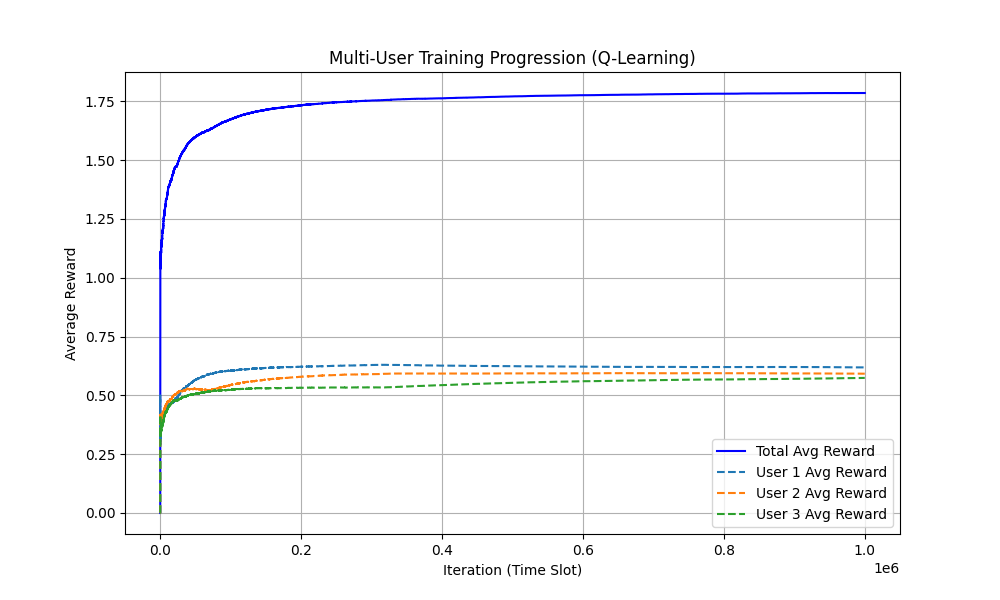 Multi-User Training Progression (Q-Learning)
1.75
1.50
1.25
1.00
0.75
0.50
0.25
0.00
Average Reward
Total Avg Reward
User 1 Avg Reward
User 2 Avg Reward
User 3 Avg Reward
0.0 0.2 0.4 0.6 0.8 1.0
1e6
Iteration (Time Slot)